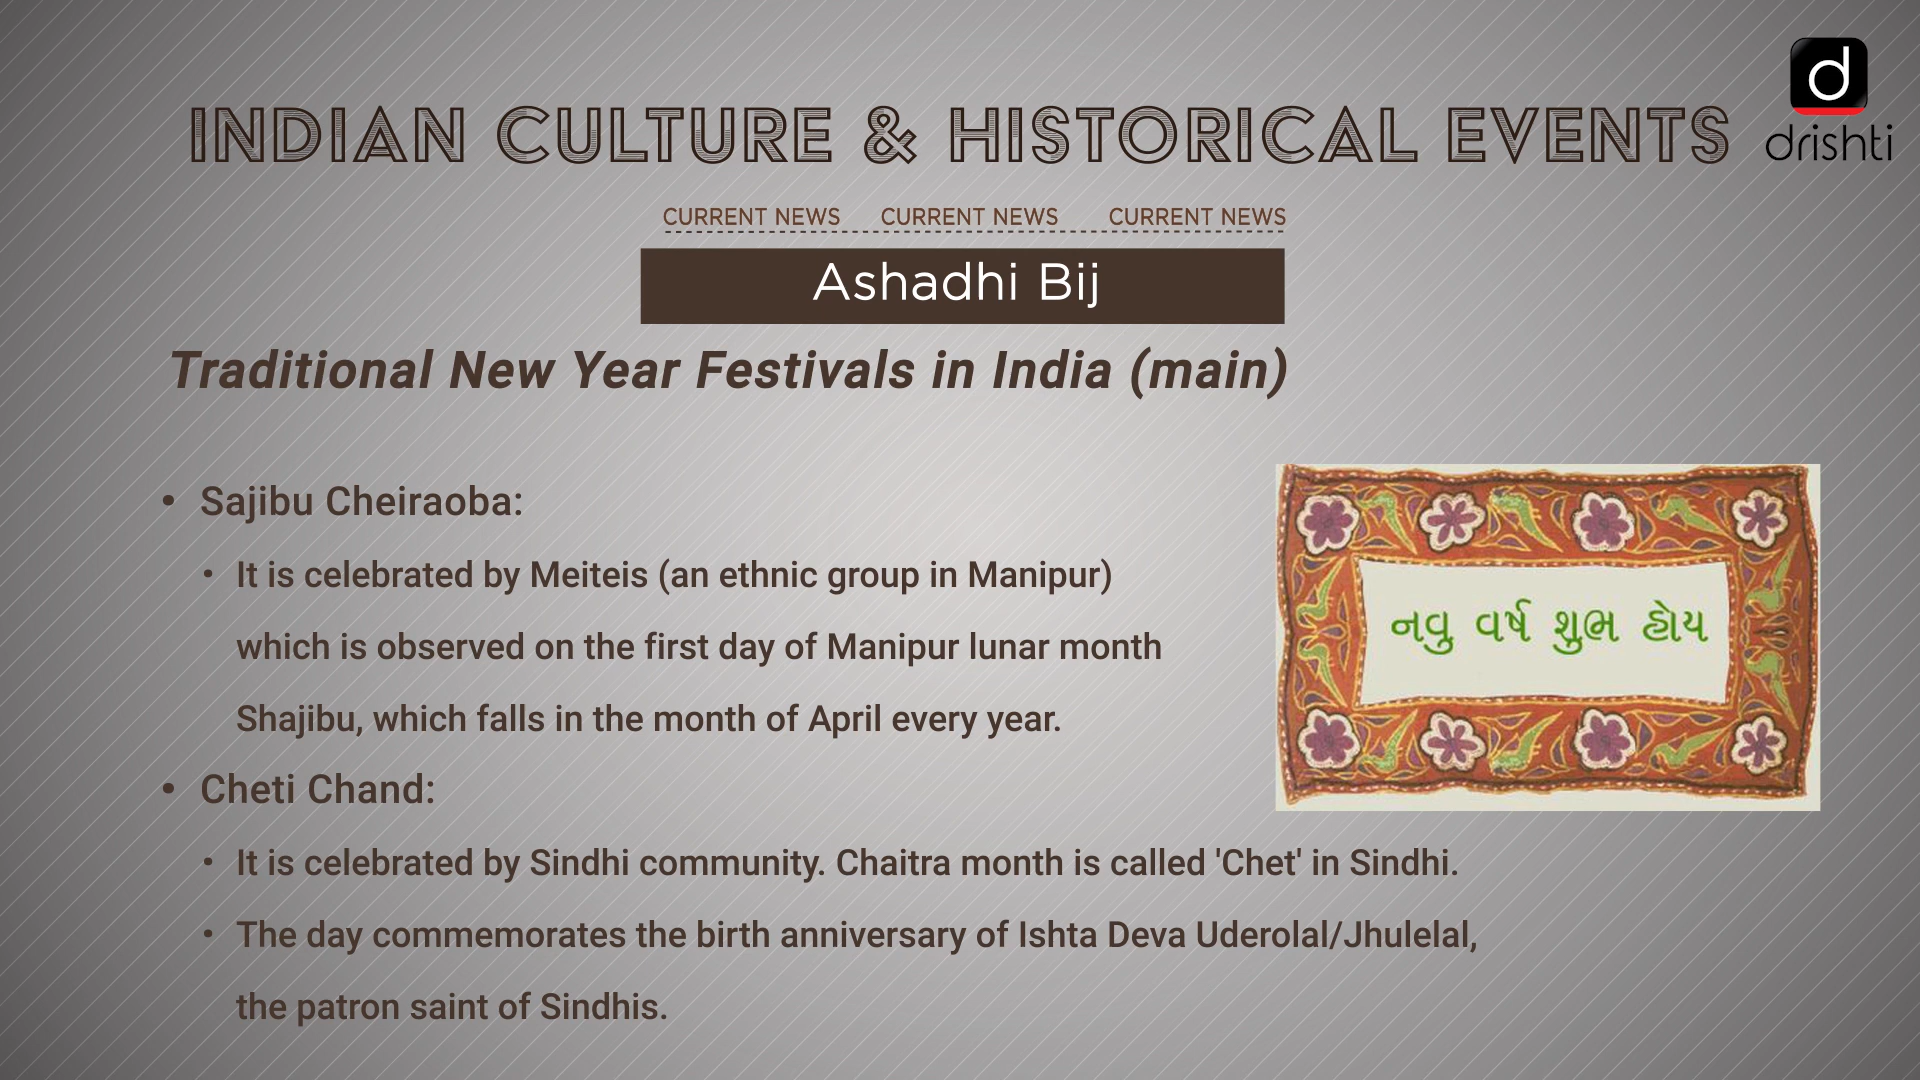 d
drishti
INDIAN CULTURE & HISTORICAL EVENTS
CURRENT NEWS CURRENT NEWS CURRENT NEWS
Ashadhi Bij
Traditional New Year Festivals in India (main)
• Sajibu Cheiraoba:
• It is celebrated by Meiteis (an ethnic group in Manipur)
which is observed on the first day of Manipur lunar month
Shajibu, which falls in the month of April every year.
નવુ વર્ષ શુભ હોય
• Cheti Chand:
• It is celebrated by Sindhi community. Chaitra month is called 'Chet' in Sindhi.
• The day commemorates the birth anniversary of Ishta Deva Uderolal/Jhulelal,
the patron saint of Sindhis.